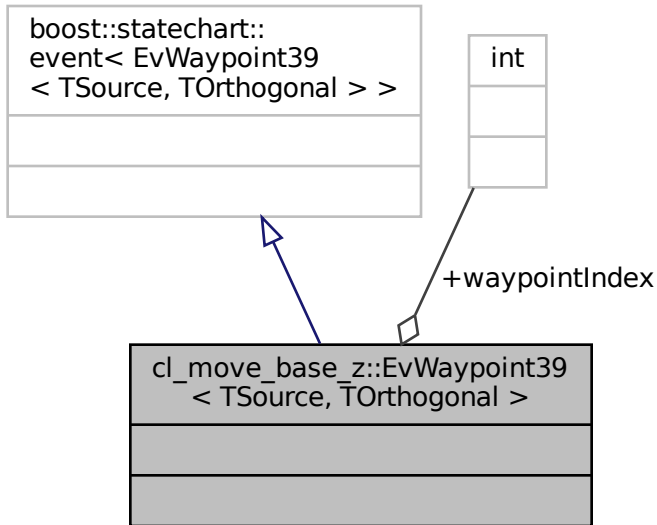 boost::statechart::
event< EvWaypoint39
< TSource, TOrthogonal > >
int
+waypointIndex
cl_move_base_z::EvWaypoint39
< TSource, TOrthogonal >